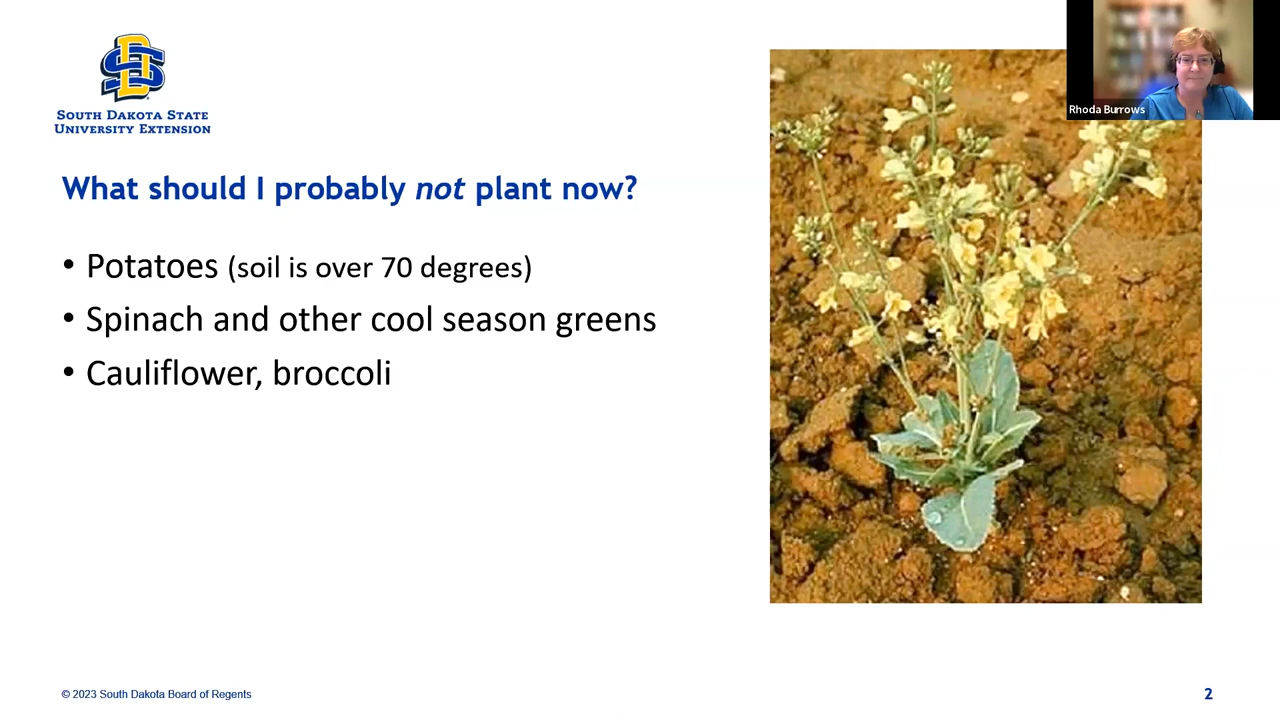 SOUTH DAKOTA STATE
UNIVERSITY EXTENSION
Rhoda Burrows
What should I probably not plant now?
• Potatoes (soil is over 70 degrees)
• Spinach and other cool season greens
• Cauliflower, broccoli
© 2023 South Dakota Board of Regents
2